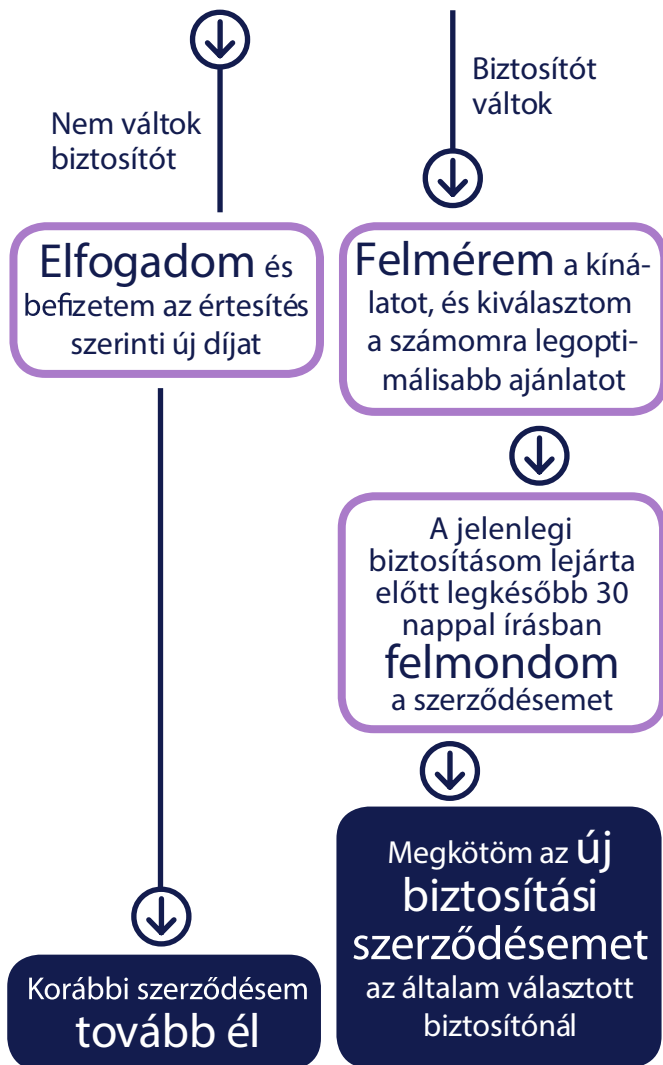 Nem váltok
biztosítót
Elfogadom és
befizetem az értesítés
szerinti új díjat
Korábbi szerződésem
tovább él
Biztosítót
váltok
Felmérem a kíná-
latot, és kiválasztom
a számomra legopti-
málisabb ajánlatot
A jelenlegi
biztosításom lejárta
előtt legkésőbb 30
nappal írásban
felmondom
a szerződésemet
Megkötöm az új
biztosítási
szerződésemet
az általam választott
biztosítónál